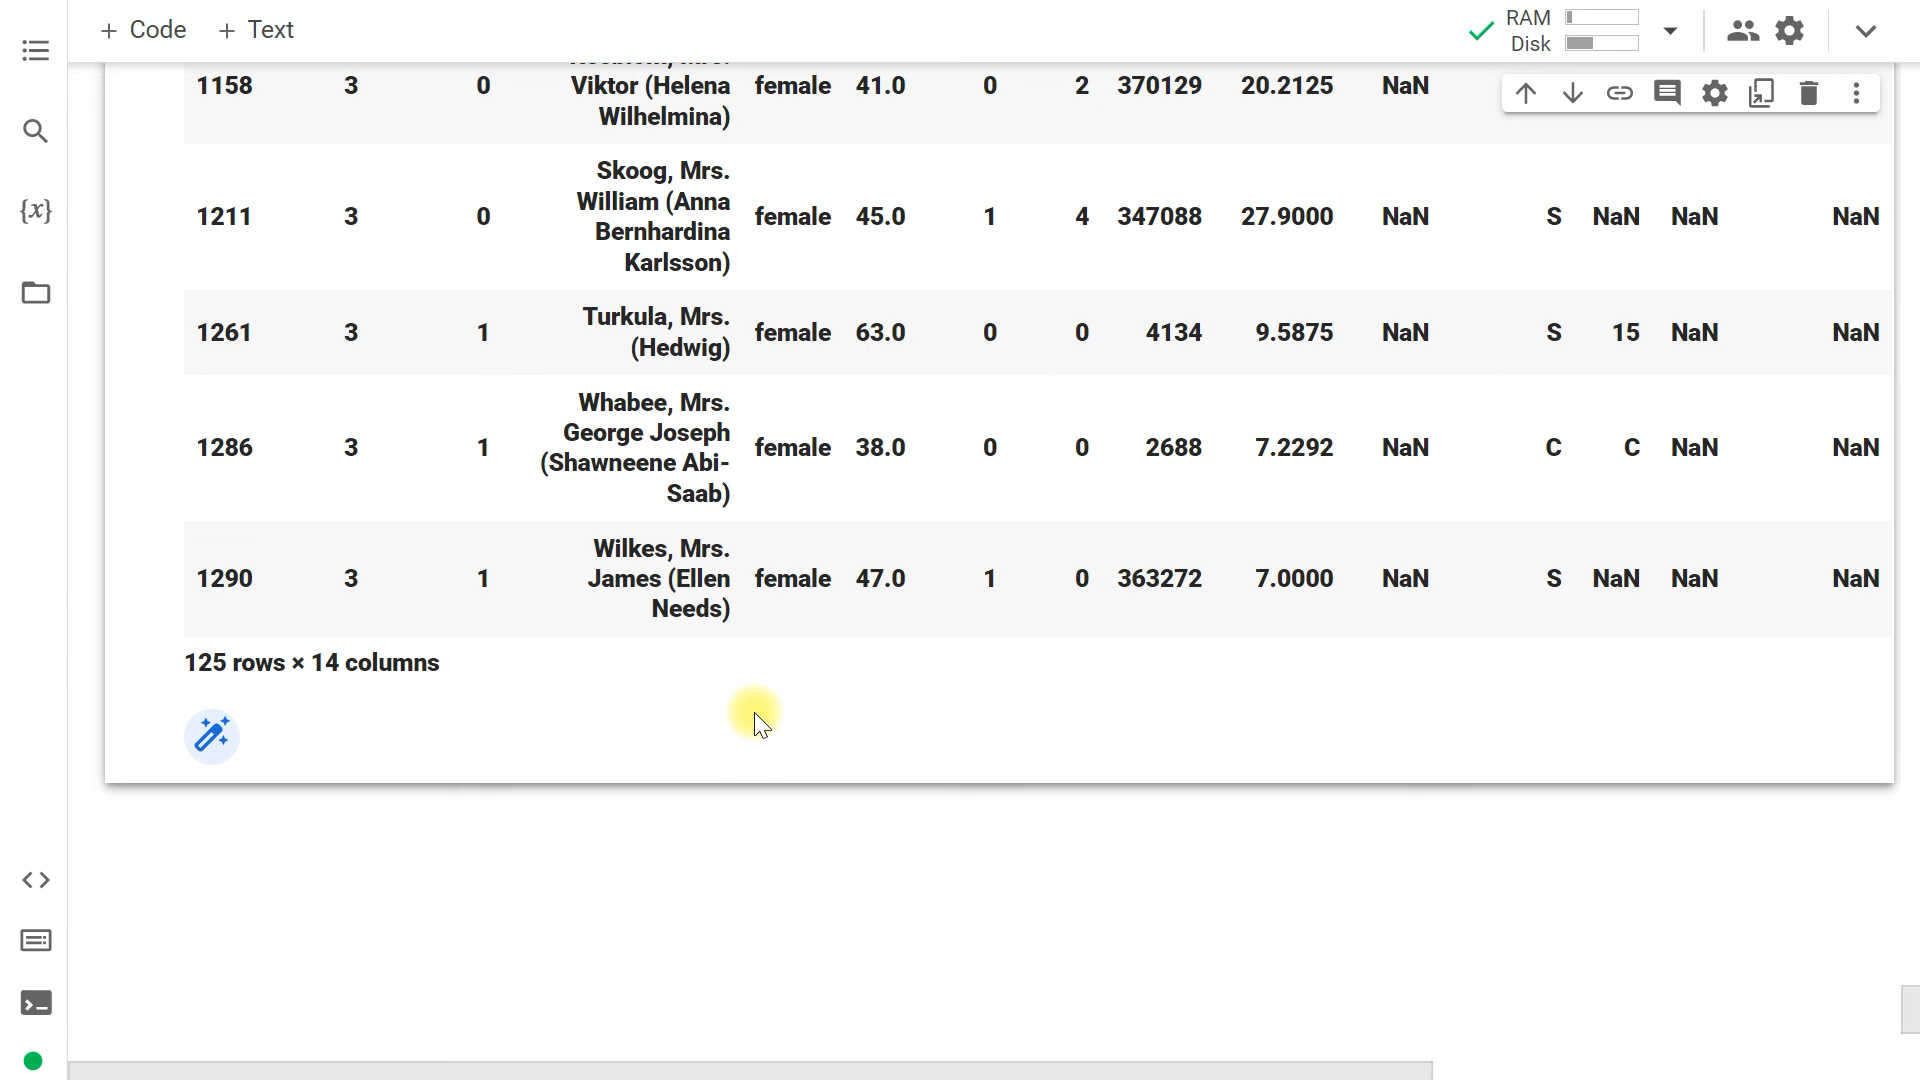 + Code + Text RAM
Disk
1158 3 0 Viktor (Helena female 41.0 0 2 370129 20.2125 NaN
Wilhelmina)
Skoog, Mrs.
William (Anna
1211 3 0 Bernhardina female 45.0 1 4 347088 27.9000 NaN S NaN NaN NaN
Karlsson)
1261 3 1 Turkula, Mrs. female 63.0 0 0 4134 9.5875 NaN S 15 NaN NaN
(Hedwig)
Whabee, Mrs.
George Joseph
1286 3 1 (Shawneene Abi- female 38.0 0 0 2688 7.2292 NaN C C NaN NaN
Saab)
Wilkes, Mrs.
1290 3 1 James (Ellen female 47.0 1 0 363272 7.0000 NaN S NaN NaN NaN
Needs)
125 rows × 14 columns
{x}